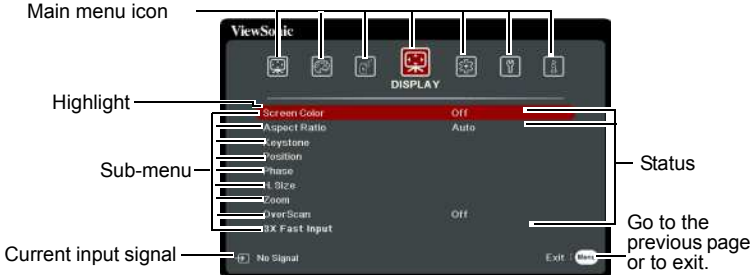 Main menu icon
ViewSonic
DISPLAY
Highlight
Screen Color Off
Aspect Ratio Auto
Keystone
Position
Sub-menu
Phase
Status
H. Size
Zoom
OverScan Off
3X Fast Input
Go to the
previous page
or to exit.
Current input signal
No Signal
Exit : Menu